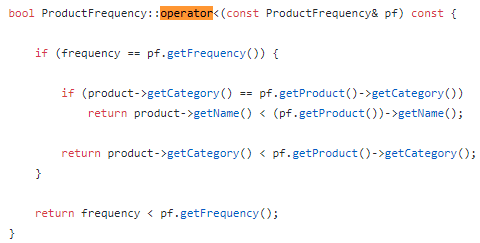 bool ProductFrequency::operator<(const ProductFrequency& pf) const {
if (frequency == pf.getFrequency()) {
if (product->getCategory() == pf.getProduct()->getCategory())
return product->getName() < (pf.getProduct())->getName();
return product->getCategory() < pf.getProduct()->getCategory();
}
return frequency < pf.getFrequency();
}